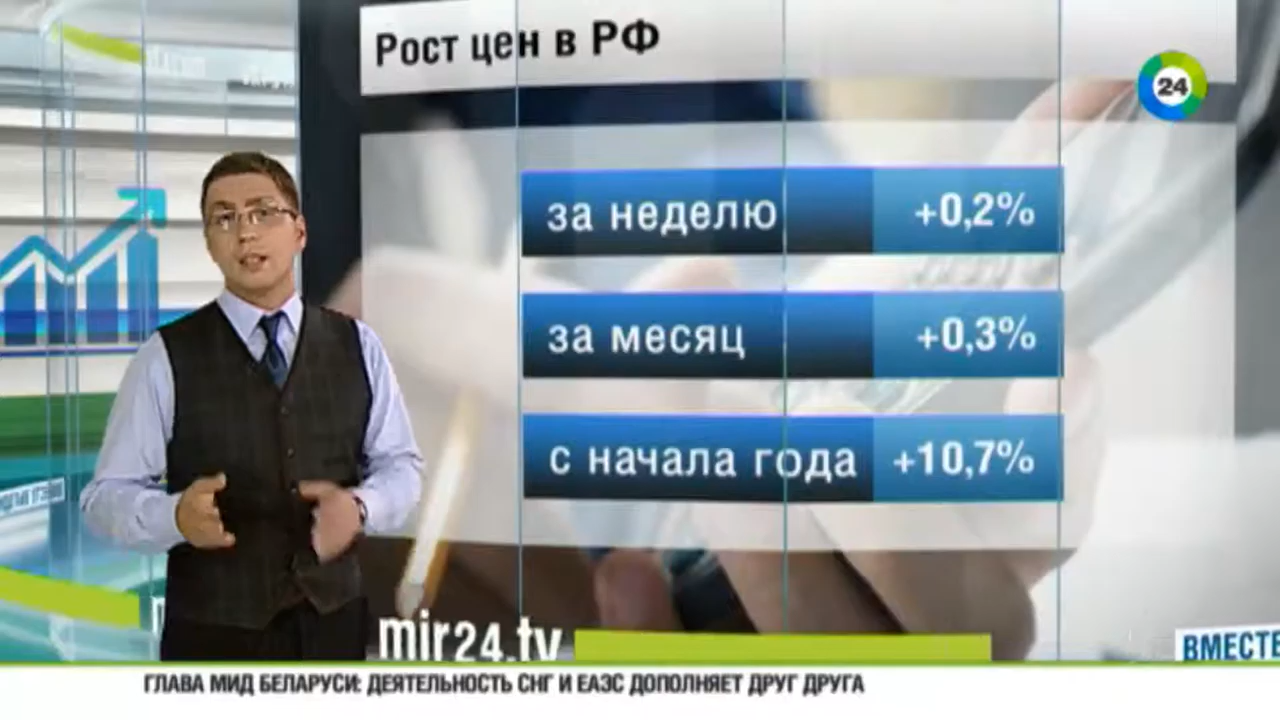 Рост цен в РФ
24
за неделю +0,2%
за месяц +0,3%
с начала года +10,7%
mir24.tv
ВМЕСТЕ
ГЛАВА МИД БЕЛАРУСИ: ДЕЯТЕЛЬНОСТЬ СНГ И ЕАЭС ДОПОЛНЯЕТ ДРУГ ДРУГА